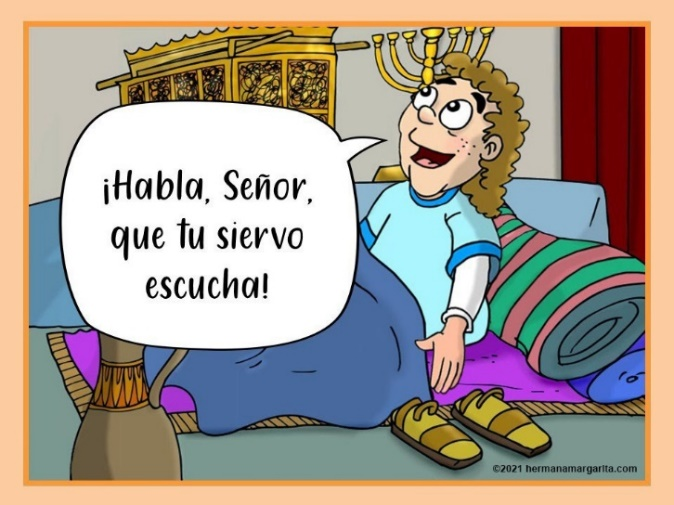 ¡Habla, Señor,
que tu siervo
escucha!
©2021 hermanamargarita.com